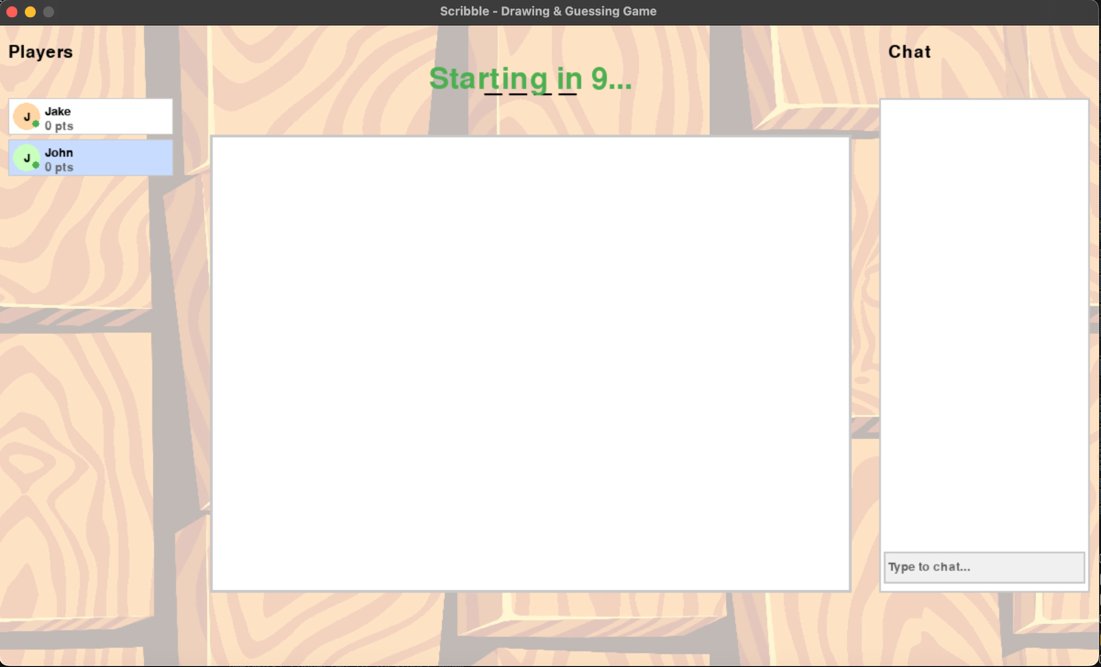 Scribble - Drawing & Guessing Game
Players
Chat
Starting in 9...
_ _ _ _
J
Jake
0 pts
J
John
0 pts
Type to chat...